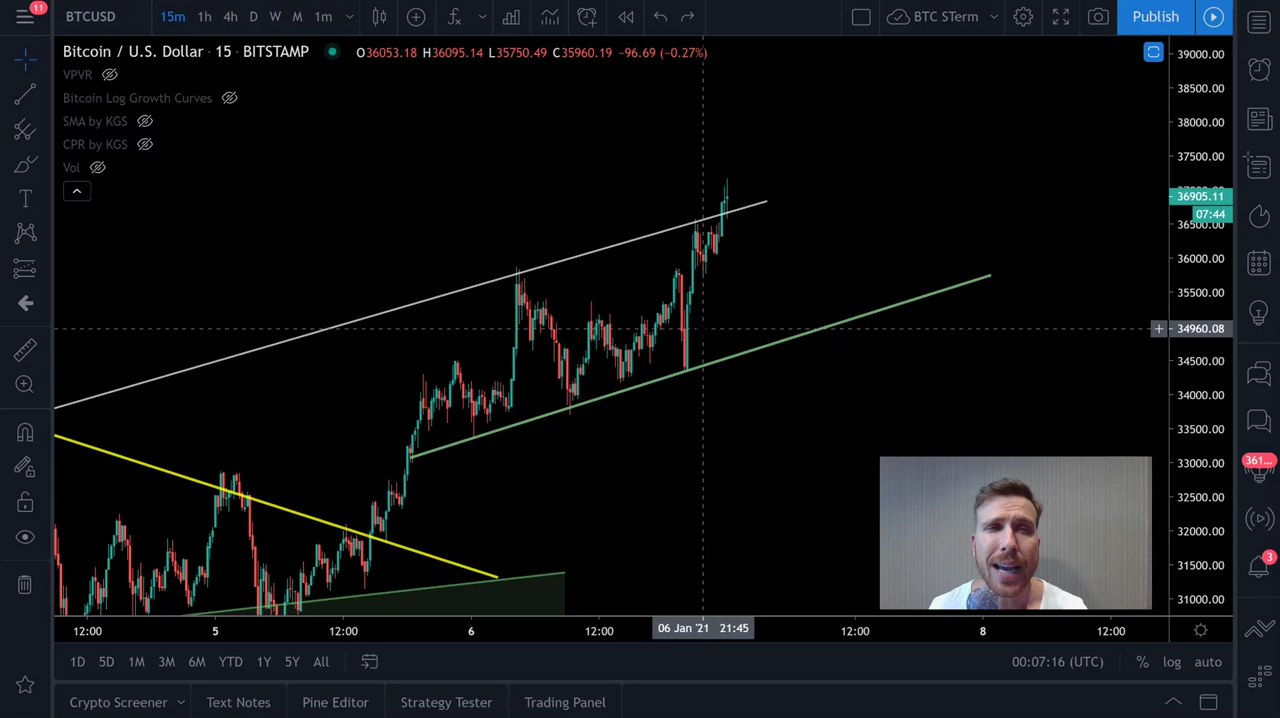 11
BTCUSD 15m 1h 4h D W M 1m BTC STerm Publish
Bitcoin / U.S. Dollar · 15 · BITSTAMP O36053.18 H36095.14 L35750.49 C35960.19 -96.69 (-0.27%)
VPVR
Bitcoin Log Growth Curves
SMA by KGS
CPR by KGS
Vol
39000.00
38500.00
38000.00
37500.00
36905.11
07:44
36500.00
36000.00
35500.00
34960.08
34500.00
34000.00
33500.00
33000.00
32500.00
32000.00
31500.00
31000.00
361...
3
12:00 5 12:00 6 12:00 06 Jan '21 21:45 12:00 8 12:00
1D 5D 1M 3M 6M YTD 1Y 5Y All 00:07:16 (UTC) % log auto
Crypto Screener Text Notes Pine Editor Strategy Tester Trading Panel